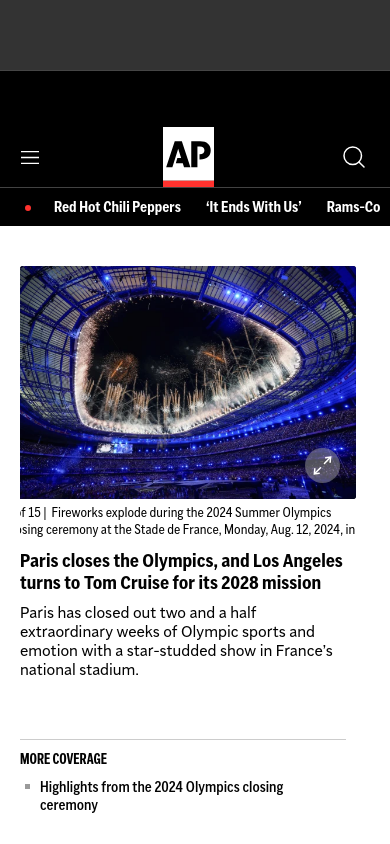 AP
Red Hot Chili Peppers ‘It Ends With Us’ Rams-Co
of 15 | Fireworks explode during the 2024 Summer Olympics
osing ceremony at the Stade de France, Monday, Aug. 12, 2024, in
Paris closes the Olympics, and Los Angeles
turns to Tom Cruise for its 2028 mission
Paris has closed out two and a half
extraordinary weeks of Olympic sports and
emotion with a star-studded show in France’s
national stadium.
MORE COVERAGE
Highlights from the 2024 Olympics closing
ceremony